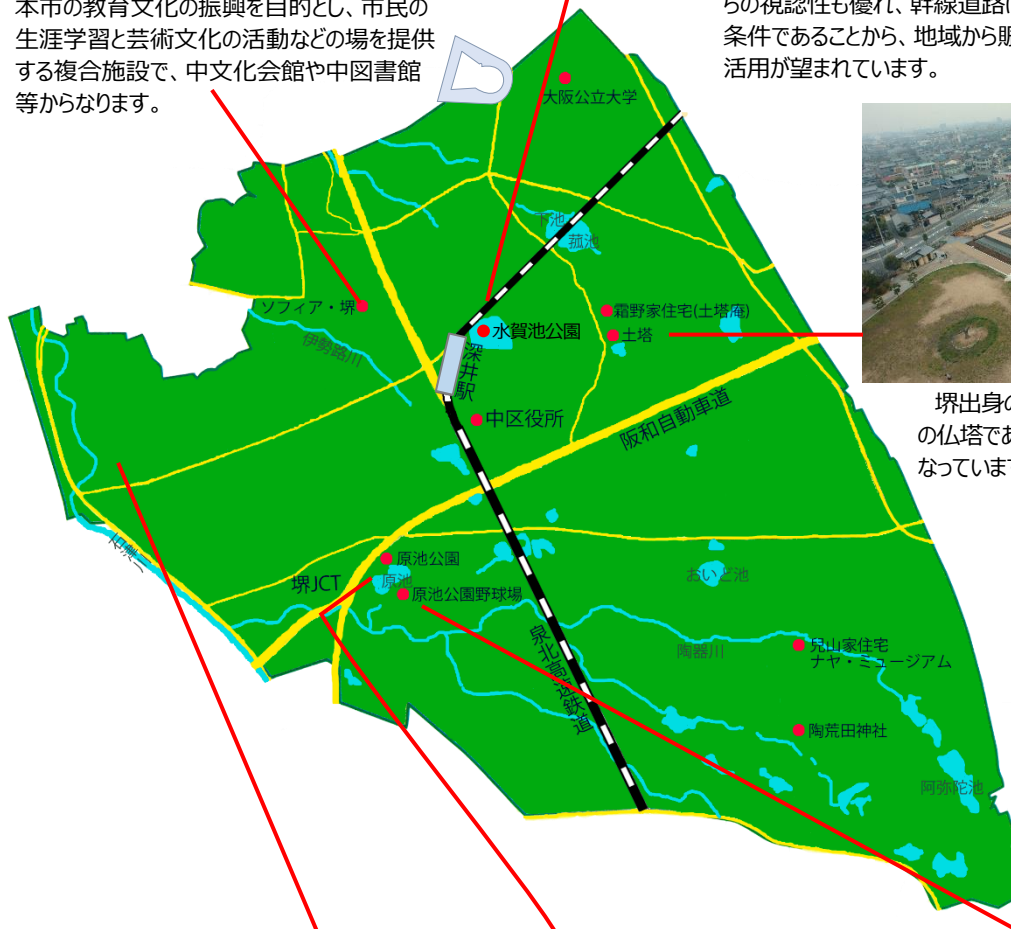 本市の教育文化の振興を目的とし、市民の
生涯学習と芸術文化の活動などの場を提供
する複合施設で、中文化会館や中図書館
等からなります。
らの視認性も優れ、幹線道路に
条件であることから、地域から賑
活用が望まれています。
大阪公立大学
下池
菰池
ソフィア・堺
伊勢路川
霜野家住宅(土塔庵)
水賀池公園
土塔
深井駅
中区役所
阪和自動車道
堺出身の
の仏塔であ
なっています
石津川
原池公園
堺JCT
原池
原池公園野球場
おいど池
泉北高速鉄道
陶器川
兒山家住宅
ナヤ・ミュージアム
陶荒田神社
阿弥陀池